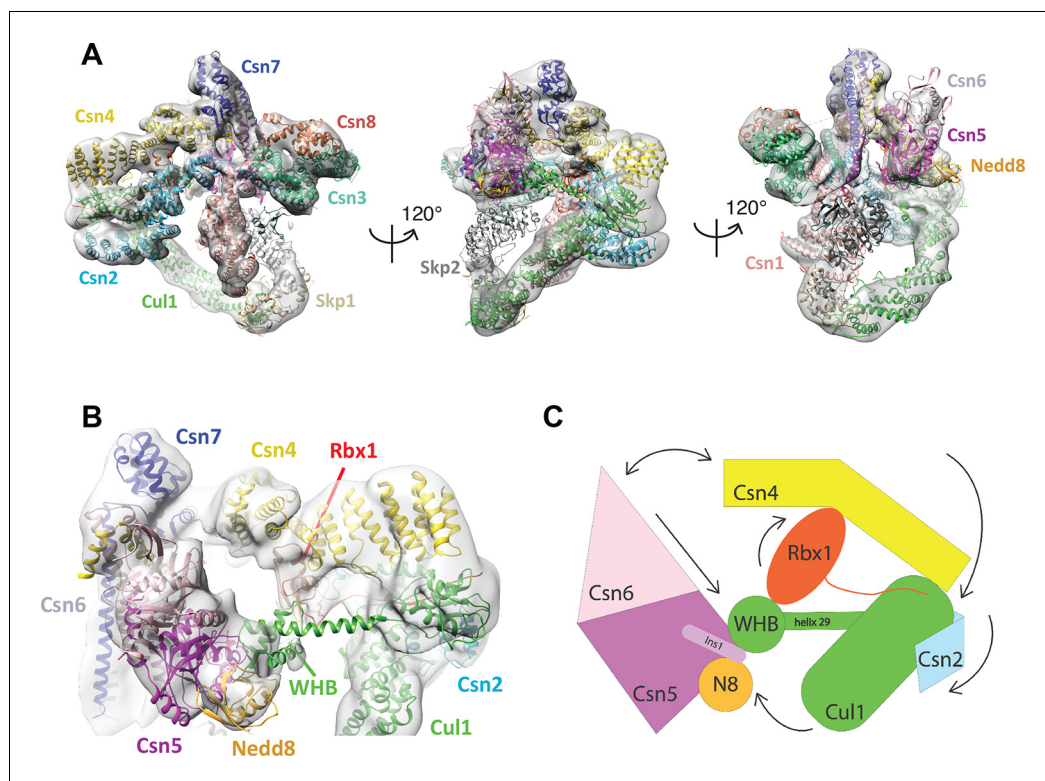 A
Csn7
Csn4
Csn8
Csn3
Csn2
Cul1
Skp1
120°
Skp2
120°
Csn6
Csn5
Nedd8
Csn1
B
Csn7
Csn4
Rbx1
Csn6
WHB
Csn2
Csn5
Nedd8
Cul1
C
Csn4
Rbx1
Csn6
WHB
helix 29
Ins1
Csn2
Csn5
N8
Cul1